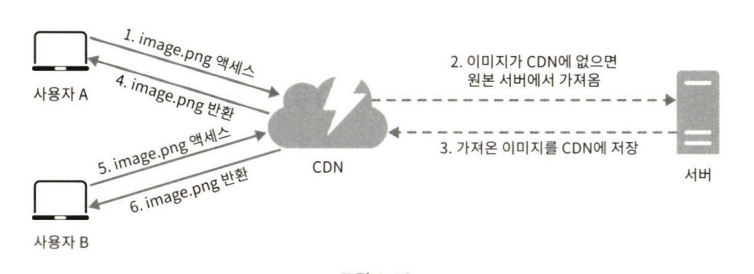 1. image.png 액세스
4. image.png 반환
사용자 A
2. 이미지가 CDN에 없으면
원본 서버에서 가져옴
3. 가져온 이미지를 CDN에 저장
CDN
서버
5. image.png 액세스
6. image.png 반환
사용자 B